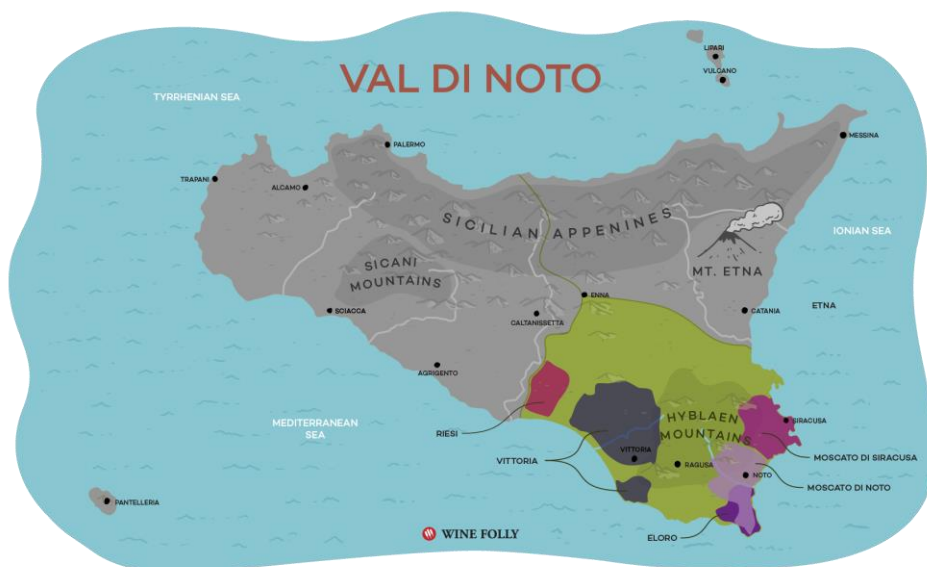 LIPARI
VULCANO
VAL DI NOTO
TYRRHENIAN SEA
MESSINA
PALERMO
TRAPANI
ALCAMO
SICILIAN APPENINES
IONIAN SEA
SICANI
MOUNTAINS
MT. ETNA
ENNA
ETNA
SCIACCA
CALTANISSETTA
CATANIA
AGRIGENTO
MEDITERRANEAN
SEA
RIESI
HYBLAEN
MOUNTAINS
SIRACUSA
VITTORIA
VITTORIA
RAGUSA
MOSCATO DI SIRACUSA
NOTO
MOSCATO DI NOTO
PANTELLERIA
WINE FOLLY
ELORO